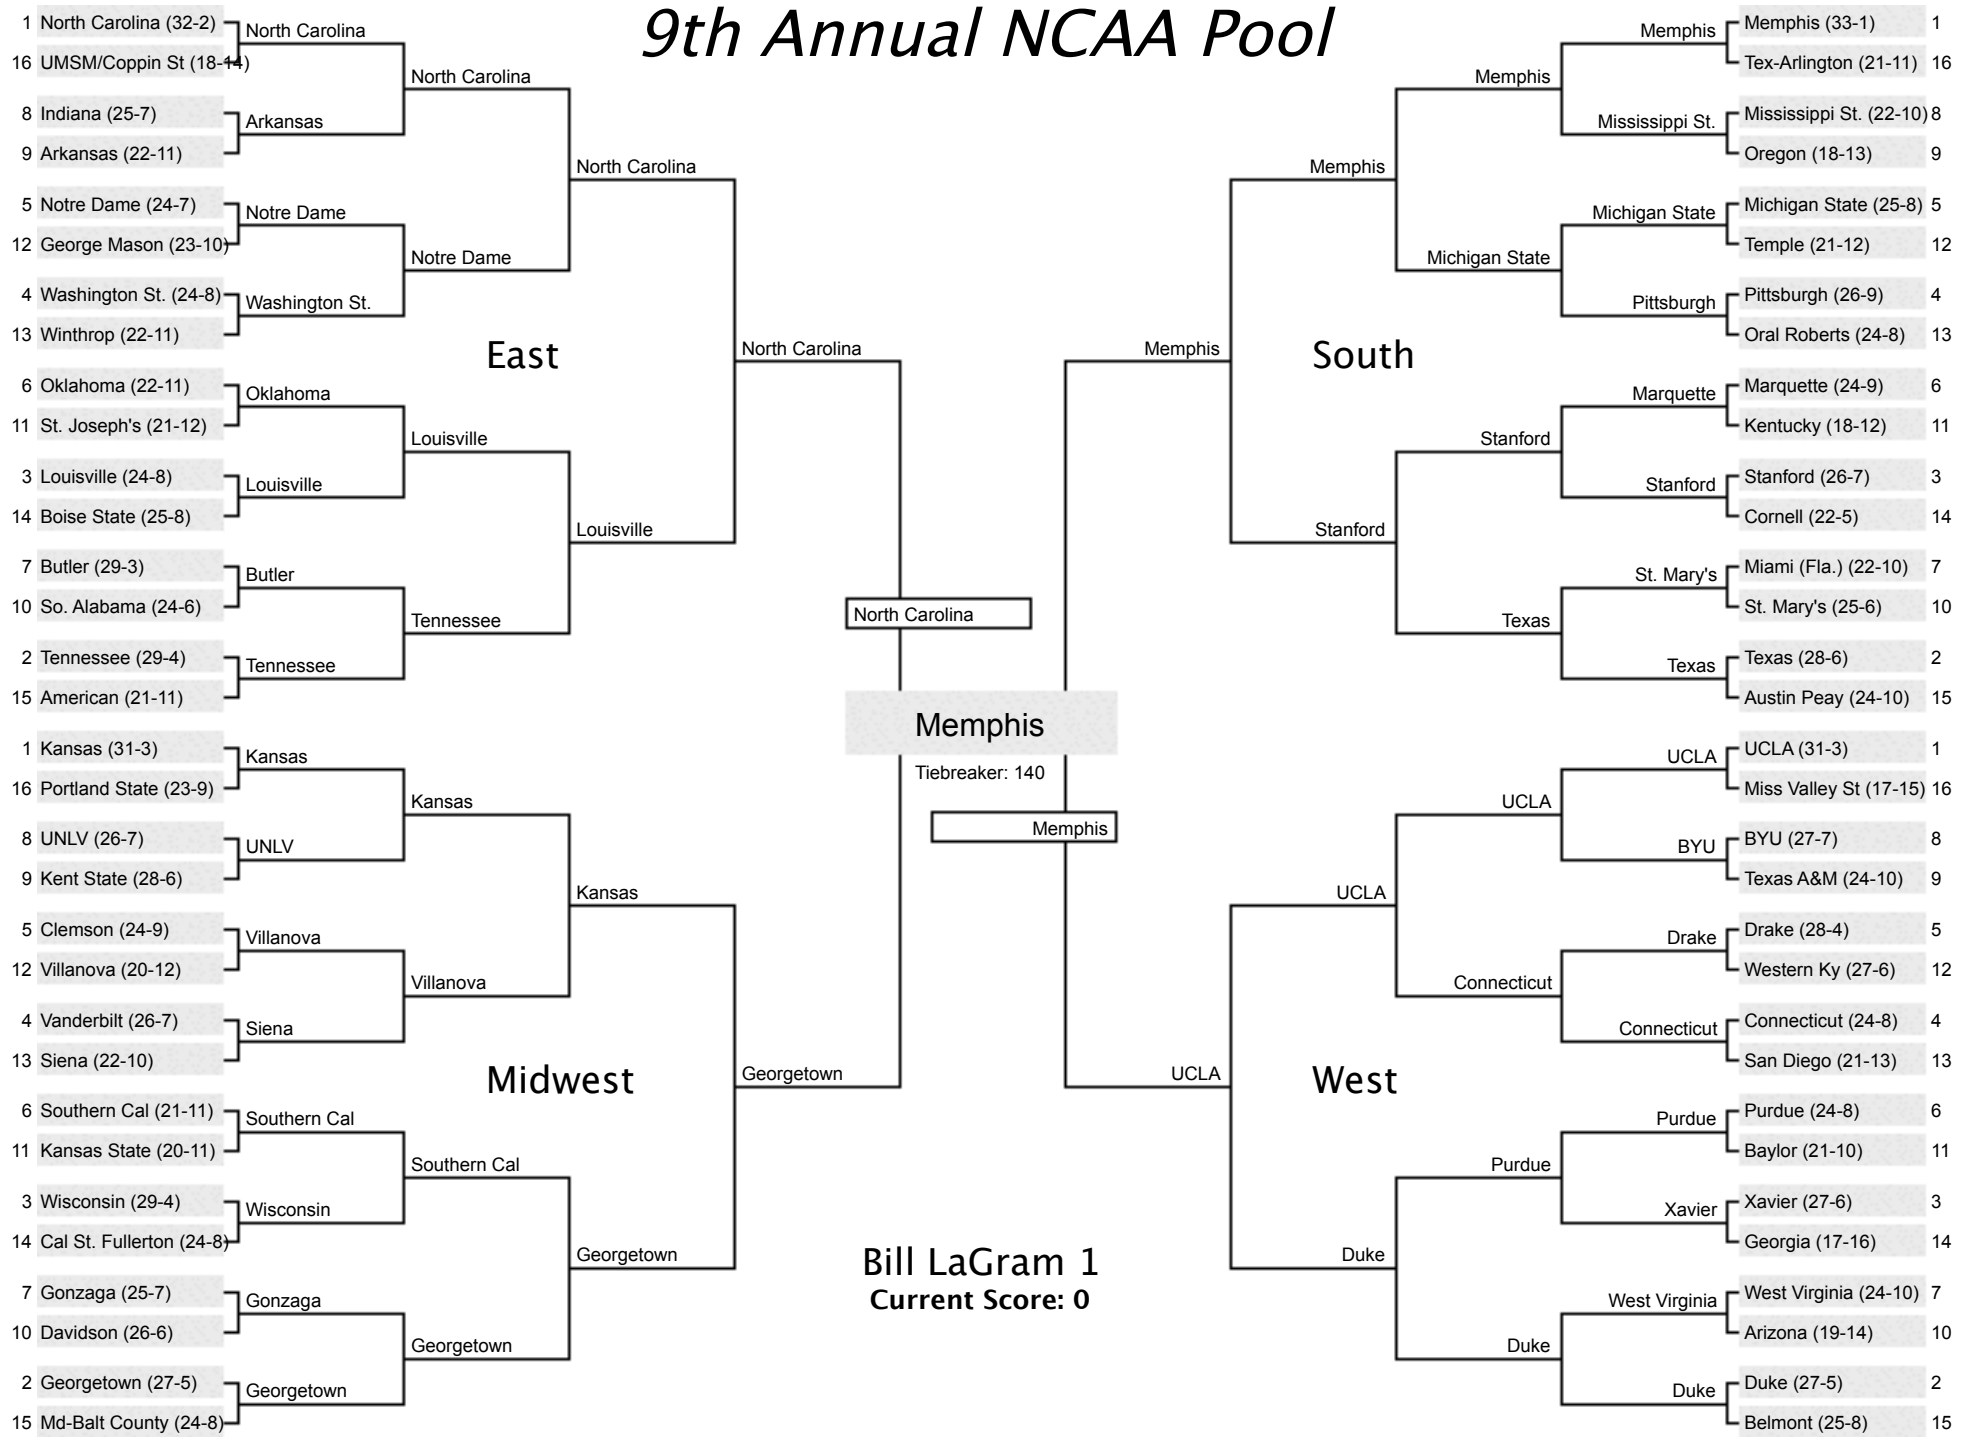 9th Annual NCAA Pool
1 North Carolina (32-2)
16 UMSM/Coppin St (18-14)
8 Indiana (25-7)
9 Arkansas (22-11)
5 Notre Dame (24-7)
12 George Mason (23-10)
4 Washington St. (24-8)
13 Winthrop (22-11)
6 Oklahoma (22-11)
11 St. Joseph's (21-12)
3 Louisville (24-8)
14 Boise State (25-8)
7 Butler (29-3)
10 So. Alabama (24-6)
2 Tennessee (29-4)
15 American (21-11)
North Carolina
Arkansas
Notre Dame
Washington St.
Oklahoma
Louisville
Butler
Tennessee
North Carolina
Notre Dame
Louisville
Tennessee
North Carolina
Louisville
East
North Carolina
1 Kansas (31-3)
16 Portland State (23-9)
8 UNLV (26-7)
9 Kent State (28-6)
5 Clemson (24-9)
12 Villanova (20-12)
4 Vanderbilt (26-7)
13 Siena (22-10)
6 Southern Cal (21-11)
11 Kansas State (20-11)
3 Wisconsin (29-4)
14 Cal St. Fullerton (24-8)
7 Gonzaga (25-7)
10 Davidson (26-6)
2 Georgetown (27-5)
15 Md-Balt County (24-8)
Kansas
UNLV
Villanova
Siena
Southern Cal
Wisconsin
Gonzaga
Georgetown
Kansas
Villanova
Southern Cal
Georgetown
Kansas
Georgetown
Midwest
Georgetown
North Carolina
Memphis
Tiebreaker: 140
Memphis
Bill LaGram 1
Current Score: 0
Memphis
South
Memphis
Stanford
Memphis
Michigan State
Stanford
Texas
Memphis
Mississippi St.
Michigan State
Pittsburgh
Marquette
Stanford
St. Mary's
Texas
Memphis (33-1) 1
Tex-Arlington (21-11) 16
Mississippi St. (22-10) 8
Oregon (18-13) 9
Michigan State (25-8) 5
Temple (21-12) 12
Pittsburgh (26-9) 4
Oral Roberts (24-8) 13
Marquette (24-9) 6
Kentucky (18-12) 11
Stanford (26-7) 3
Cornell (22-5) 14
Miami (Fla.) (22-10) 7
St. Mary's (25-6) 10
Texas (28-6) 2
Austin Peay (24-10) 15
UCLA
West
UCLA
Duke
UCLA
Connecticut
Purdue
Duke
UCLA
BYU
Drake
Connecticut
Purdue
Xavier
West Virginia
Duke
UCLA (31-3) 1
Miss Valley St (17-15) 16
BYU (27-7) 8
Texas A&M (24-10) 9
Drake (28-4) 5
Western Ky (27-6) 12
Connecticut (24-8) 4
San Diego (21-13) 13
Purdue (24-8) 6
Baylor (21-10) 11
Xavier (27-6) 3
Georgia (17-16) 14
West Virginia (24-10) 7
Arizona (19-14) 10
Duke (27-5) 2
Belmont (25-8) 15